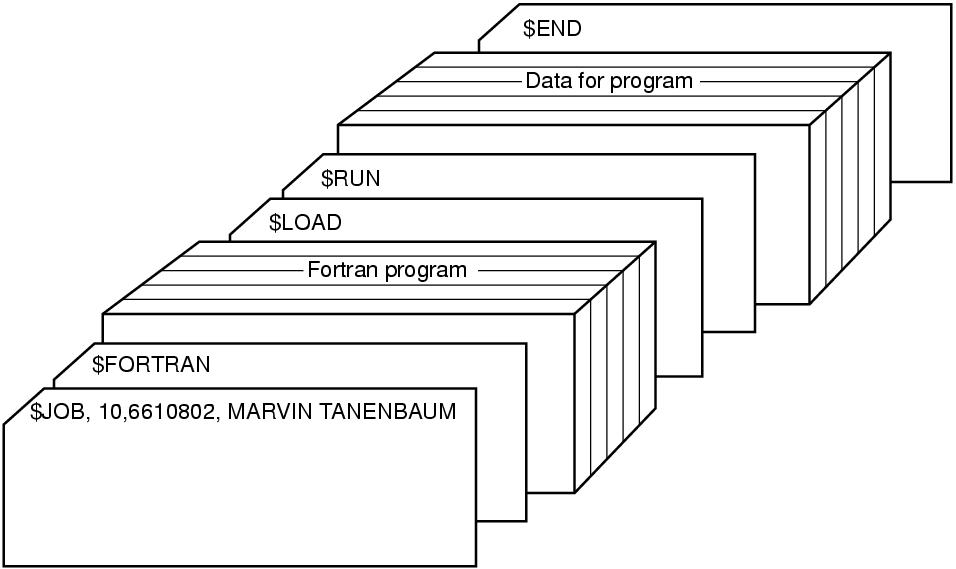 $END
Data for program
$RUN
$LOAD
Fortran program
$FORTRAN
$JOB, 10,6610802, MARVIN TANENBAUM